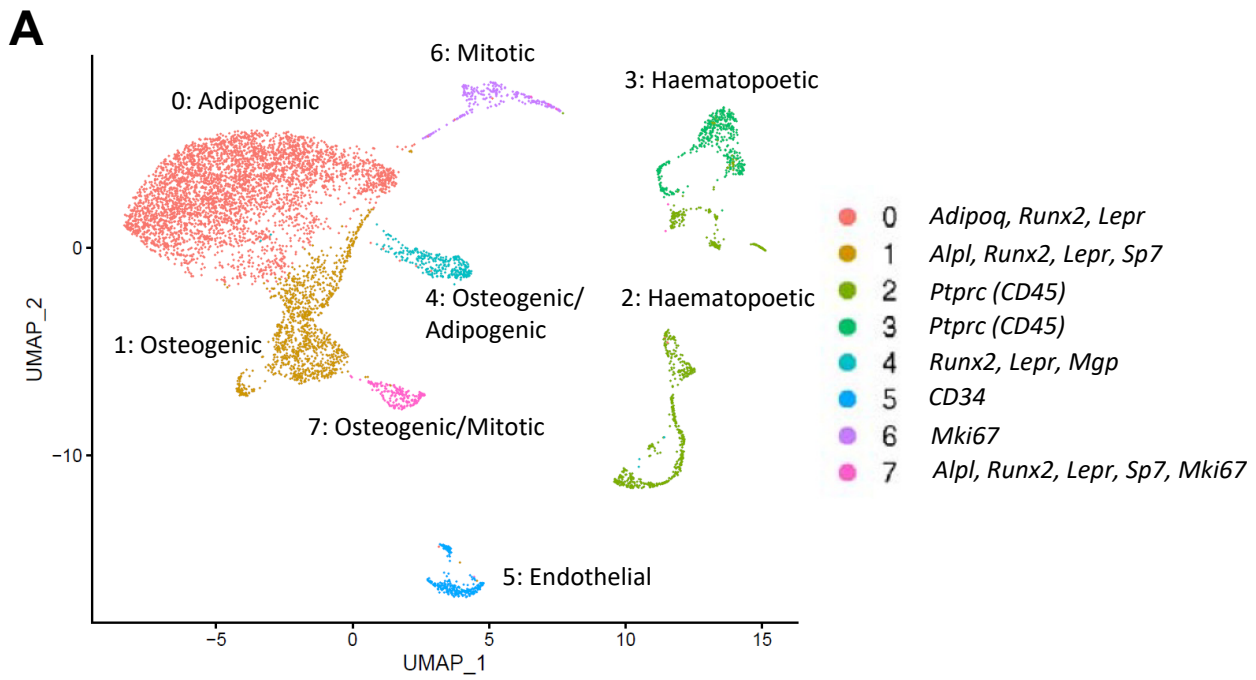 A
6: Mitotic
3: Haematopoetic
0: Adipogenic
0
4: Osteogenic/
Adipogenic
2: Haematopoetic
1: Osteogenic
7: Osteogenic/Mitotic
−10
5: Endothelial
UMAP_2
−5
0
5
10
15
UMAP_1
0 Adipoq, Runx2, Lepr
1 Alpl, Runx2, Lepr, Sp7
2 Ptprc (CD45)
3 Ptprc (CD45)
4 Runx2, Lepr, Mgp
5 CD34
6 Mki67
7 Alpl, Runx2, Lepr, Sp7, Mki67